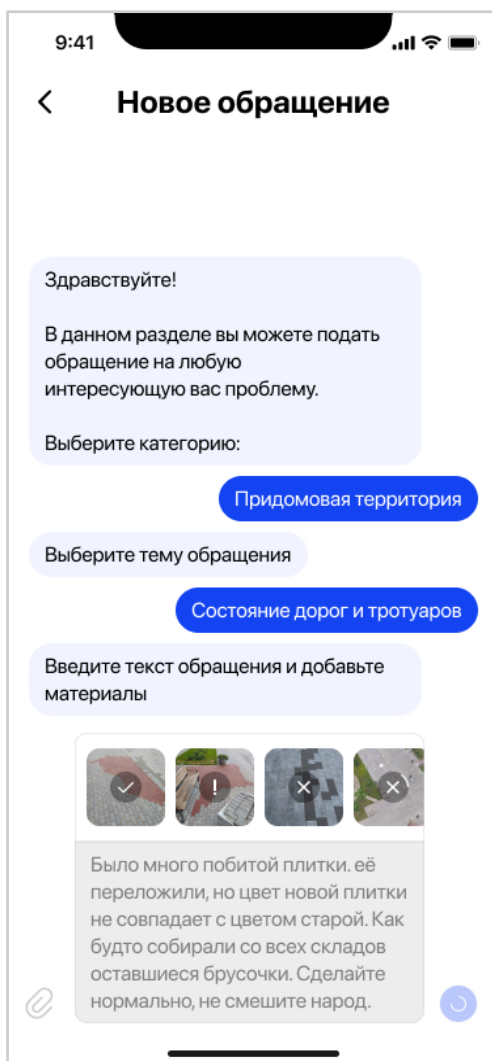 9:41
Новое обращение
Здравствуйте!
В данном разделе вы можете подать
обращение на любую
интересующую вас проблему.
Выберите категорию:
Придомовая территория
Выберите тему обращения
Состояние дорог и тротуаров
Введите текст обращения и добавьте
материалы
!
Было много побитой плитки. её
переложили, но цвет новой плитки
не совпадает с цветом старой. Как
будто собирали со всех складов
оставшиеся брусочки. Сделайте
нормально, не смешите народ.